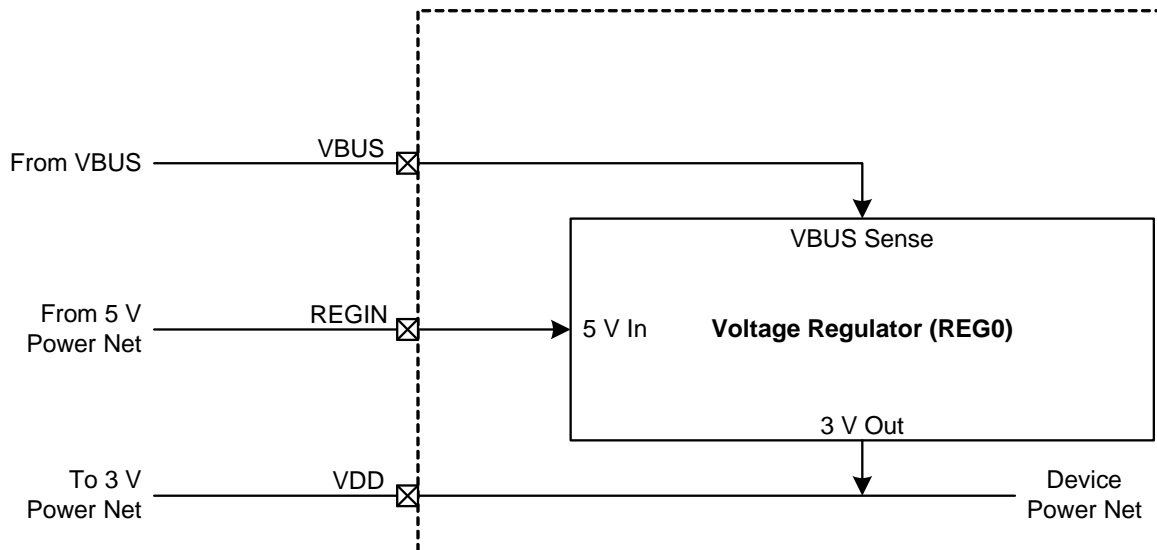 From VBUS
VBUS
VBUS Sense
From 5 V
Power Net
REGIN
5 V In
Voltage Regulator (REG0)
3 V Out
To 3 V
Power Net
VDD
Device
Power Net